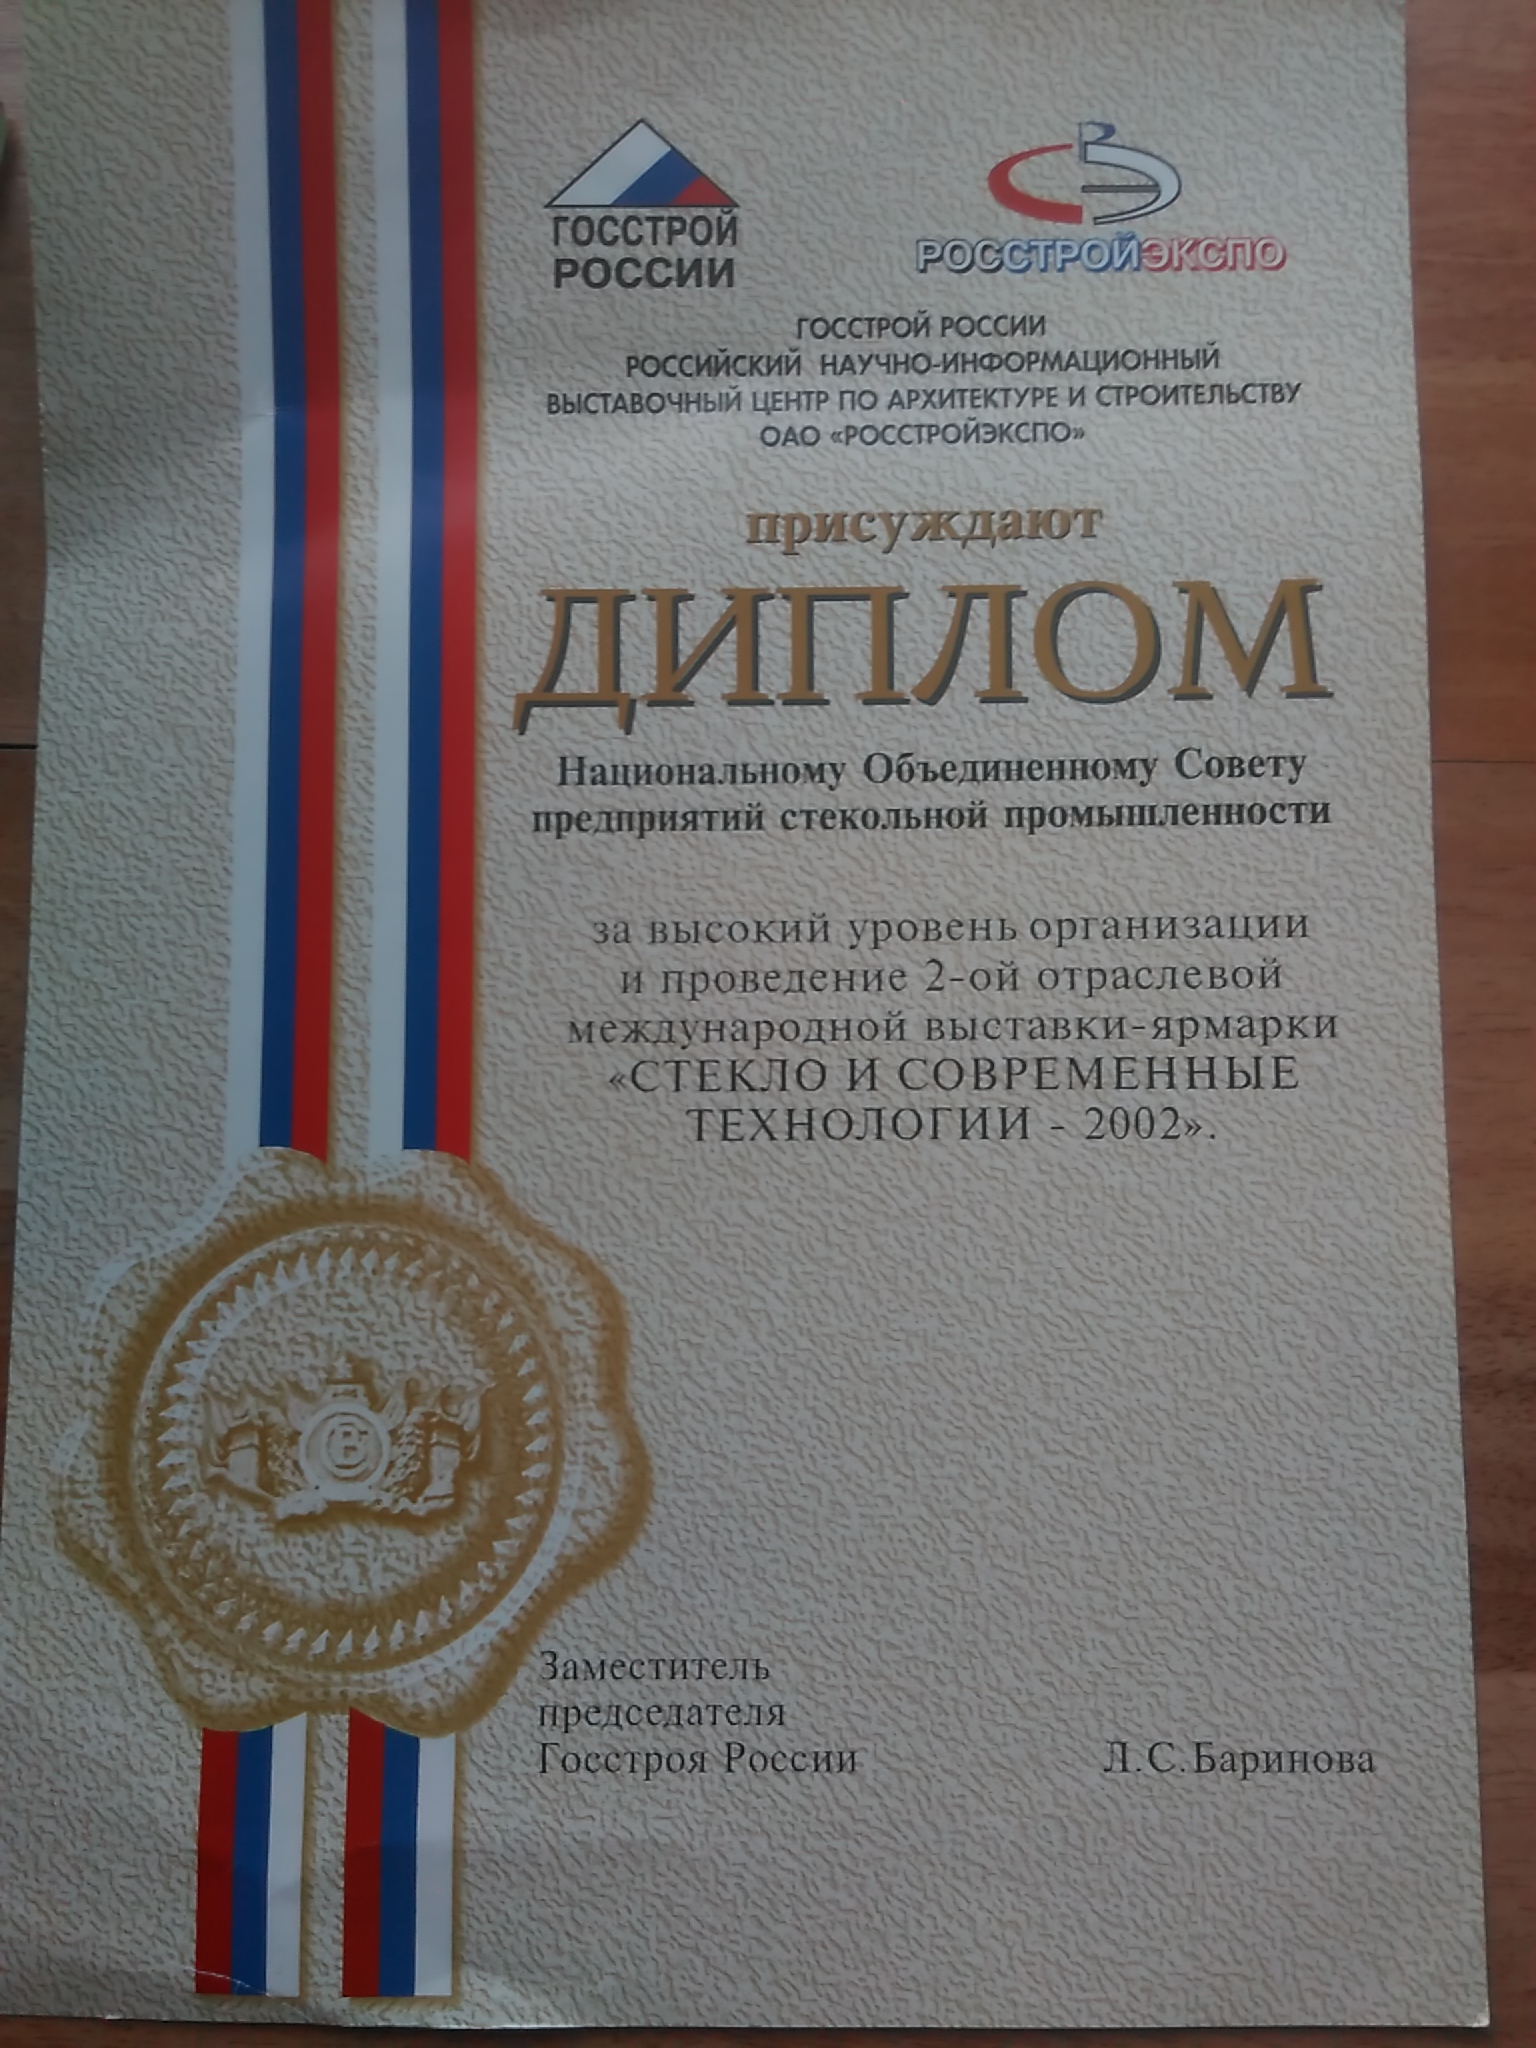 ГОССТРОЙ
РОССИИ
РОССТРОЙЭКСПО
ГОССТРОЙ РОССИИ
РОССИЙСКИЙ НАУЧНО-ИНФОРМАЦИОННЫЙ
ВЫСТАВОЧНЫЙ ЦЕНТР ПО АРХИТЕКТУРЕ И СТРОИТЕЛЬСТВУ
ОАО «РОССТРОЙЭКСПО»
присуждают
ДИПЛОМ
Национальному Объединенному Совету
предприятий стекольной промышленности
за высокий уровень организации
и проведение 2-ой отраслевой
международной выставки-ярмарки
«СТЕКЛО И СОВРЕМЕННЫЕ
ТЕХНОЛОГИИ - 2002».
Заместитель
председателя
Госстроя России
Л.С.Баринова